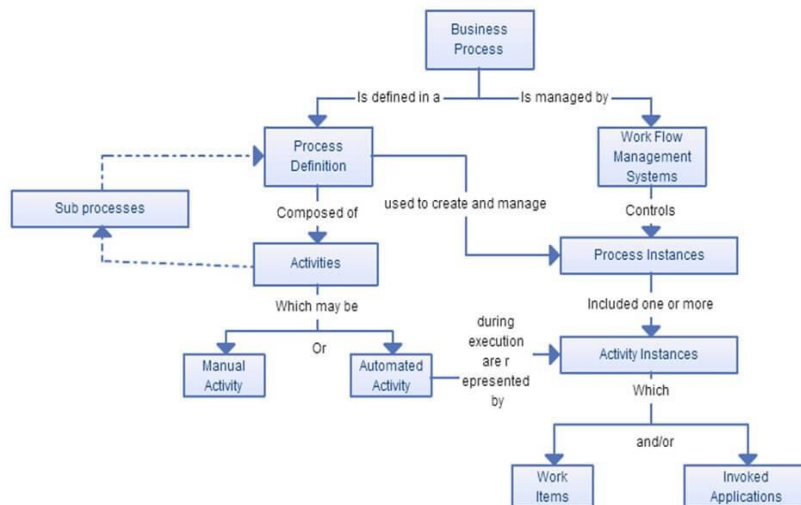 Business
Process
Is defined in a
Is managed by
Process
Definition
Work Flow
Management
Systems
Sub processes
Composed of
used to create and manage
Controls
Activities
Process Instances
Which may be
Included one or more
Or
during
execution
are r
epresented
by
Manual
Activity
Automated
Activity
Activity Instances
Which
and/or
Work
Items
Invoked
Applications